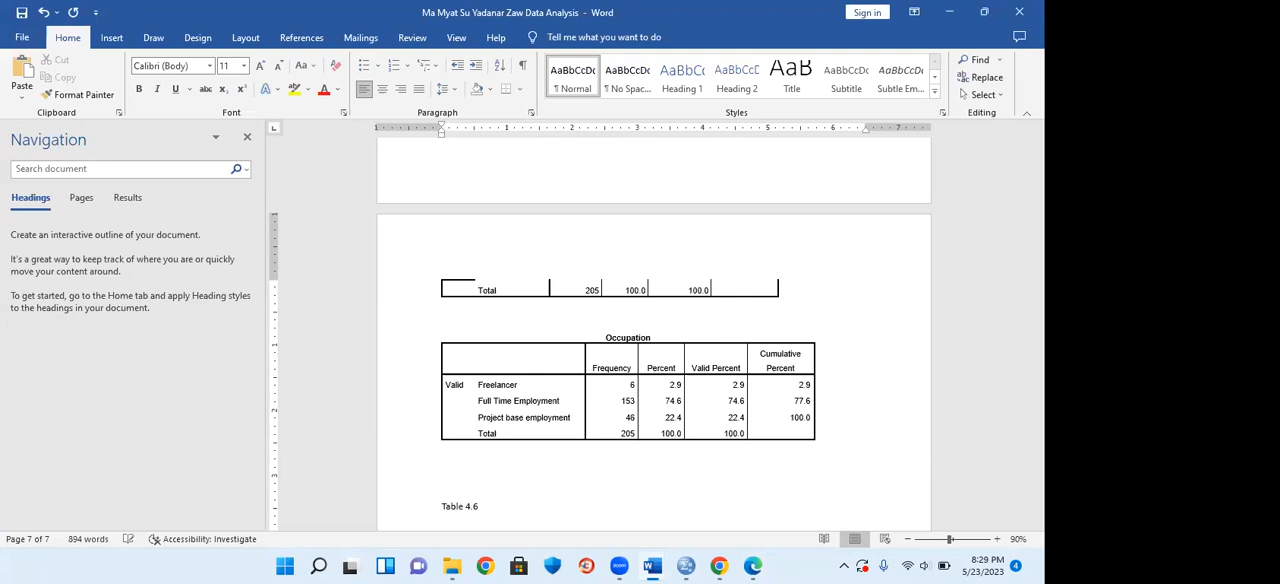 Ma Myat Su Yadanar Zaw Data Analysis - Word
Sign in
File Home Insert Draw Design Layout References Mailings Review View Help Tell me what you want to do
Paste
Cut
Copy
Format Painter
Clipboard
Calibri (Body) 11
Font
Paragraph
AaBbCcDc AaBbCcDc AaBbCc AaBbCcD AaB AaBbCcD AaBbCcDc
¶ Normal ¶ No Spac... Heading 1 Heading 2 Title Subtitle Subtle Em...
Styles
Find
Replace
Select
Editing
Navigation
Search document
Headings Pages Results
Create an interactive outline of your document.
It's a great way to keep track of where you are or quickly
move your content around.
To get started, go to the Home tab and apply Heading styles
to the headings in your document.
Total 205 100.0 100.0
Occupation
Frequency Percent Valid Percent Cumulative Percent
Valid Freelancer 6 2.9 2.9 2.9
Full Time Employment 153 74.6 74.6 77.6
Project base employment 46 22.4 22.4 100.0
Total 205 100.0 100.0
Table 4.6
Page 7 of 7 894 words Accessibility: Investigate
90%
8:29 PM
5/23/2023
4